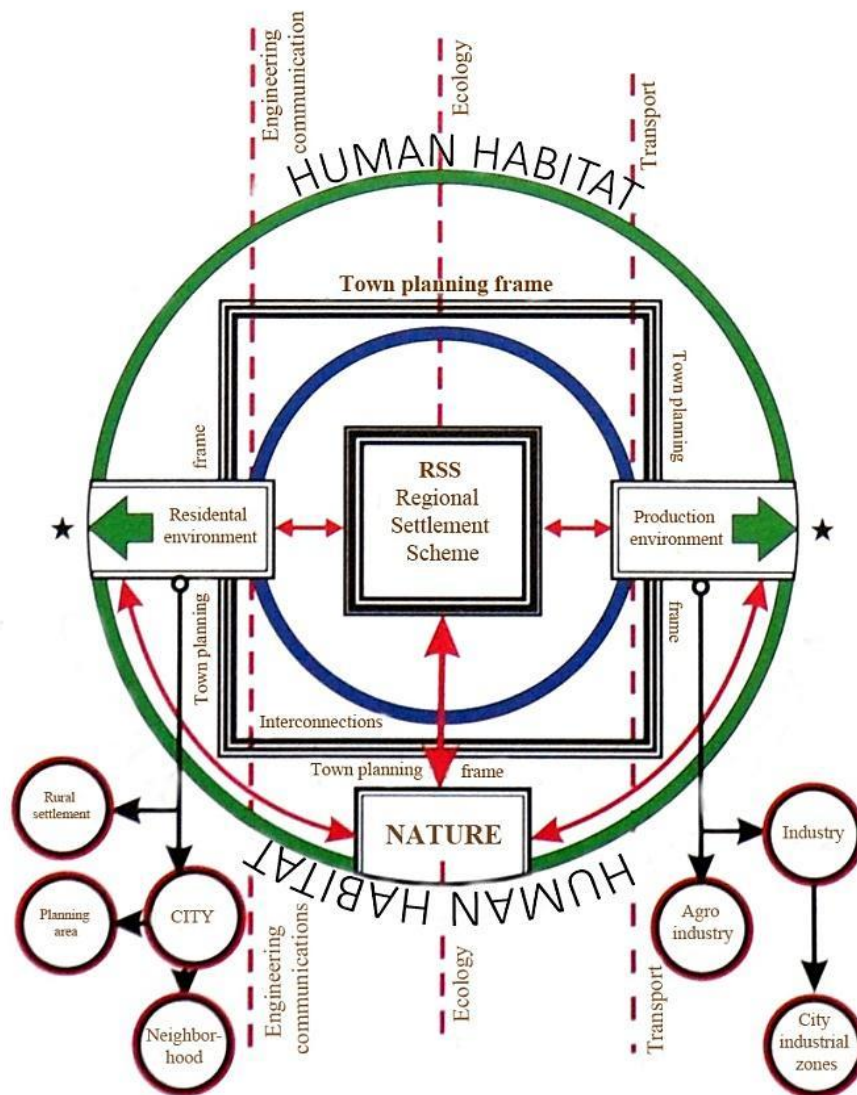 Engineering
communication
Ecology
Transport
HUMAN HABITAT
Town planning frame
Town planning
frame
RSS
Regional
Settlement
Scheme
Residental
environment
Production
environment
Town planning
frame
Interconnections
Town planning frame
NATURE
Rural
settlement
Industry
HUMAN HABITAT
Planning
area
CITY
Agro
industry
Engineering
communications
Ecology
Transport
Neighbor-
hood
City
industrial
zones